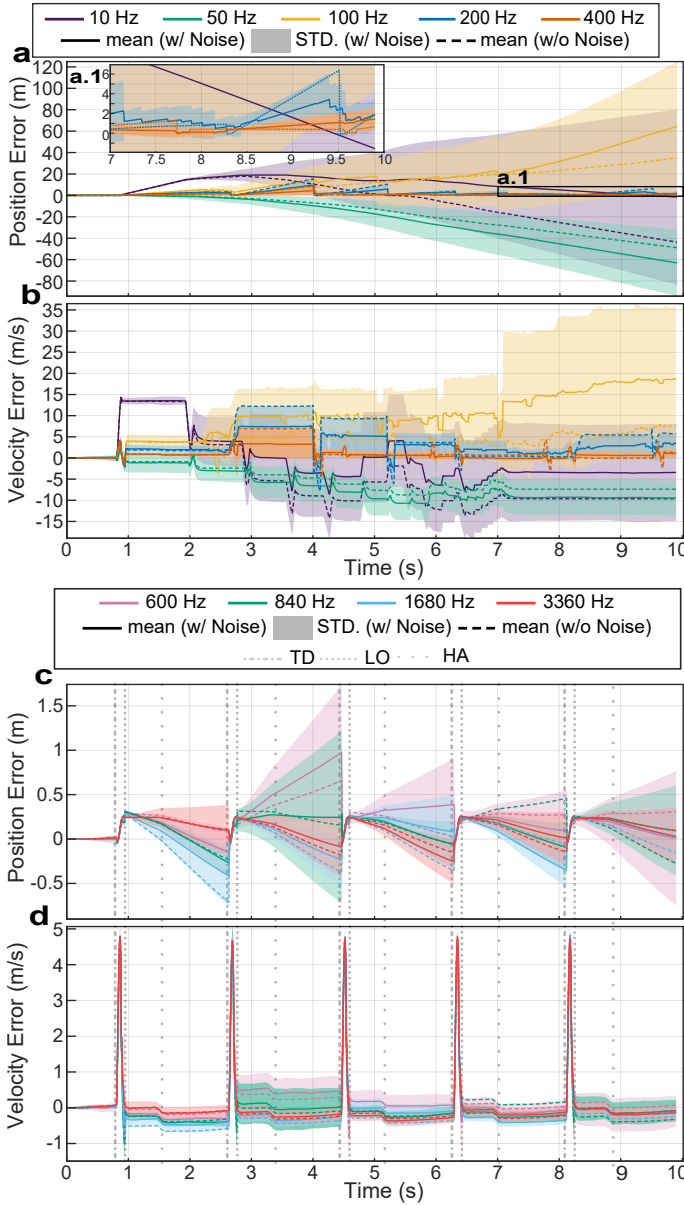 10 Hz 50 Hz 100 Hz 200 Hz 400 Hz
mean (w/ Noise) STD. (w/ Noise) mean (w/o Noise)
a
Position Error (m)
120
100
80
60
40
20
0
-20
-40
-60
-80
a.1
6
4
2
0
7 7.5 8 8.5 9 9.5 10
a.1
b
Velocity Error (m/s)
35
30
25
20
15
10
5
0
-5
-10
-15
0 1 2 3 4 5 6 7 8 9 10
Time (s)
600 Hz 840 Hz 1680 Hz 3360 Hz
mean (w/ Noise) STD. (w/ Noise) mean (w/o Noise)
TD LO HA
c
Position Error (m)
1.5
1
0.5
0
-0.5
d
Velocity Error (m/s)
5
4
3
2
1
0
-1
0 1 2 3 4 5 6 7 8 9 10
Time (s)